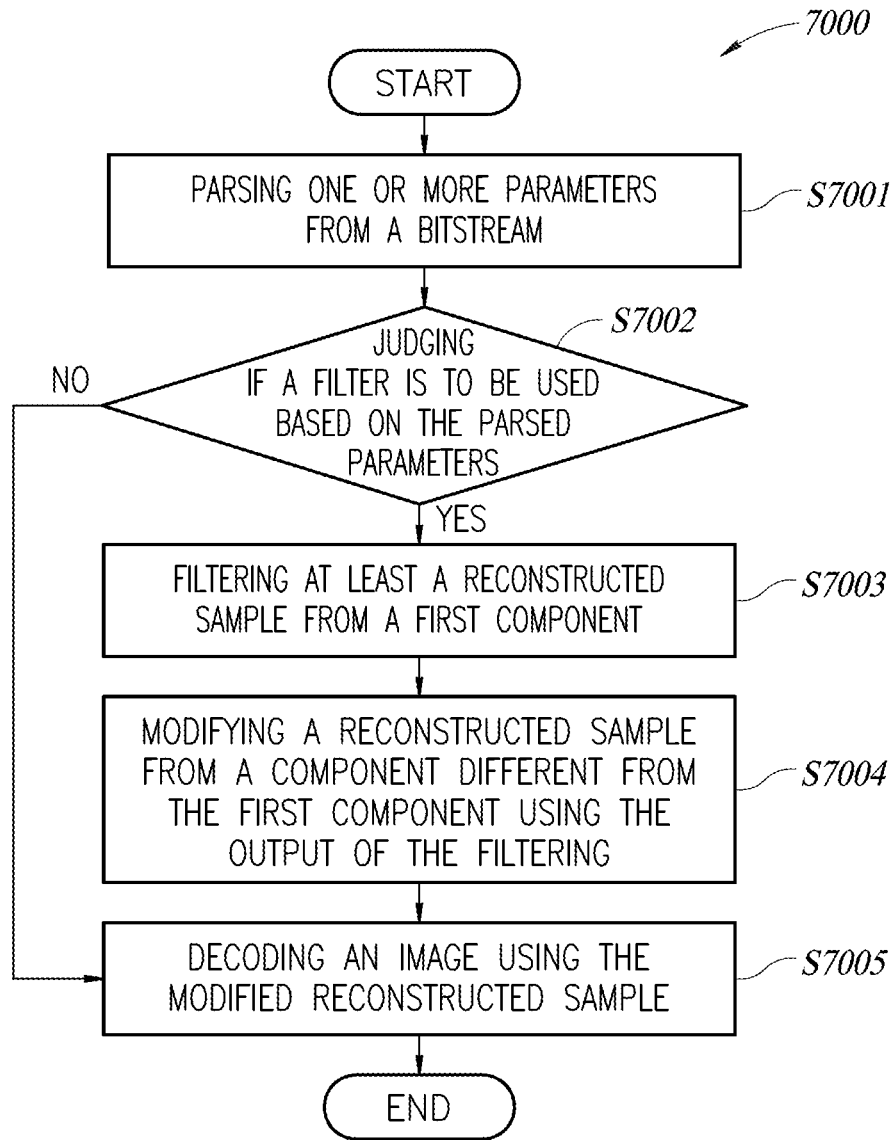 7000
START
PARSING ONE OR MORE PARAMETERS
FROM A BITSTREAM
S7001
S7002
JUDGING
IF A FILTER IS TO BE USED
BASED ON THE PARSED
PARAMETERS
NO
YES
FILTERING AT LEAST A RECONSTRUCTED
SAMPLE FROM A FIRST COMPONENT
S7003
MODIFYING A RECONSTRUCTED SAMPLE
FROM A COMPONENT DIFFERENT FROM
THE FIRST COMPONENT USING THE
OUTPUT OF THE FILTERING
S7004
DECODING AN IMAGE USING THE
MODIFIED RECONSTRUCTED SAMPLE
S7005
END